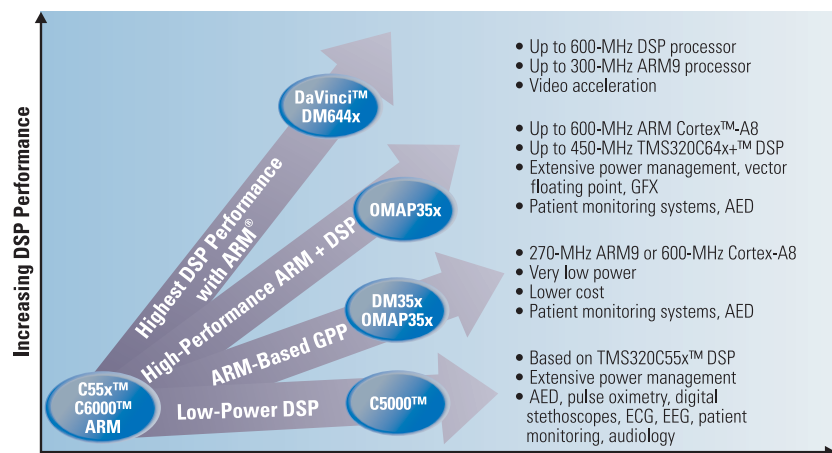 Increasing DSP Performance
Highest DSP Performance
with ARM®
DaVinci™
DM644x
• Up to 600-MHz DSP processor
• Up to 300-MHz ARM9 processor
• Video acceleration
High-Performance ARM + DSP
OMAP35x
• Up to 600-MHz ARM Cortex™-A8
• Up to 450-MHz TMS320C64x+™ DSP
• Extensive power management, vector
floating point, GFX
• Patient monitoring systems, AED
ARM-Based GPP
DM35x
OMAP35x
• 270-MHz ARM9 or 600-MHz Cortex-A8
• Very low power
• Lower cost
• Patient monitoring systems, AED
C55x™
C6000™
ARM
Low-Power DSP
C5000™
• Based on TMS320C55x™ DSP
• Extensive power management
• AED, pulse oximetry, digital
stethoscopes, ECG, EEG, patient
monitoring, audiology